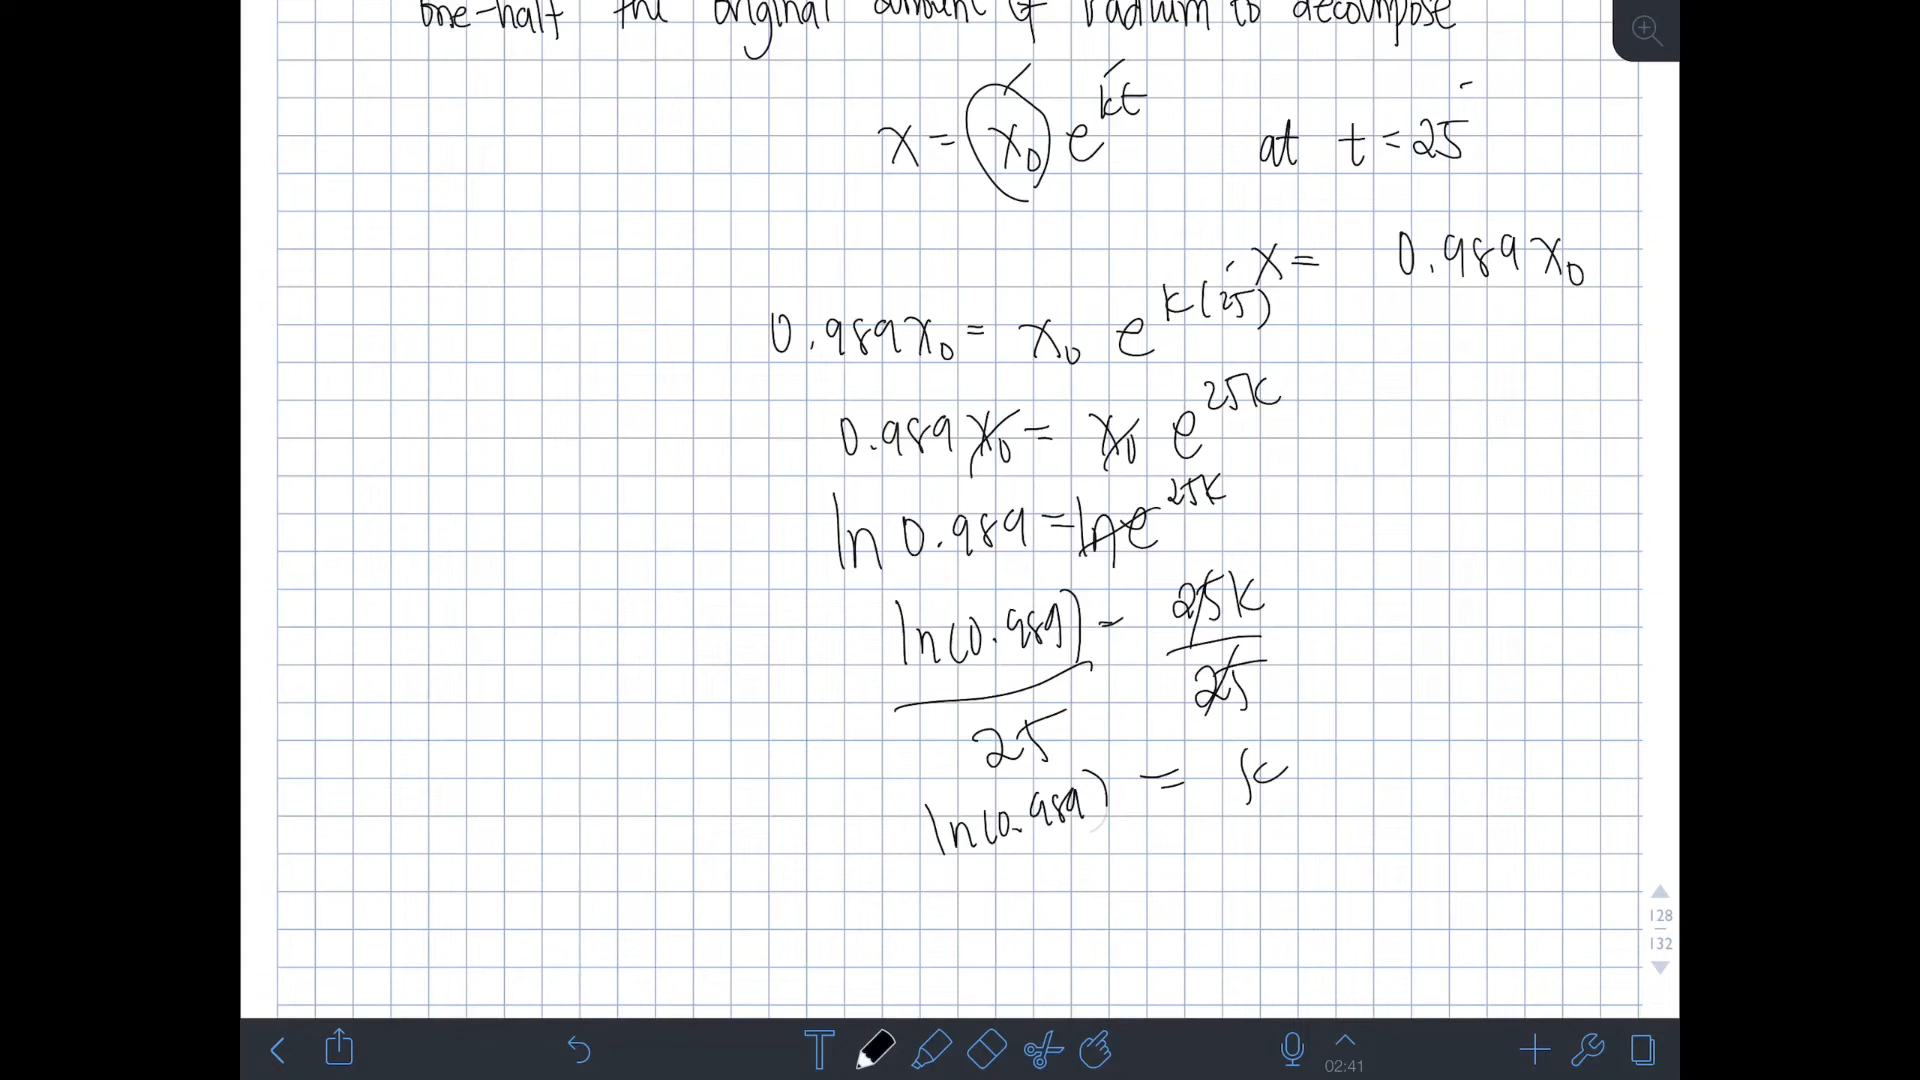 one-half the original amount of radium to decompose
x = x₀ e^kt at t = 25
x = 0.989 x₀
0.989 x₀ = x₀ e^k(25)
0.989 x₀ = x₀ e^25k
ln 0.989 = ln e^25k
ln(0.989) = 25k
25 25
ln(0.989) = k
128
132
T
02:41